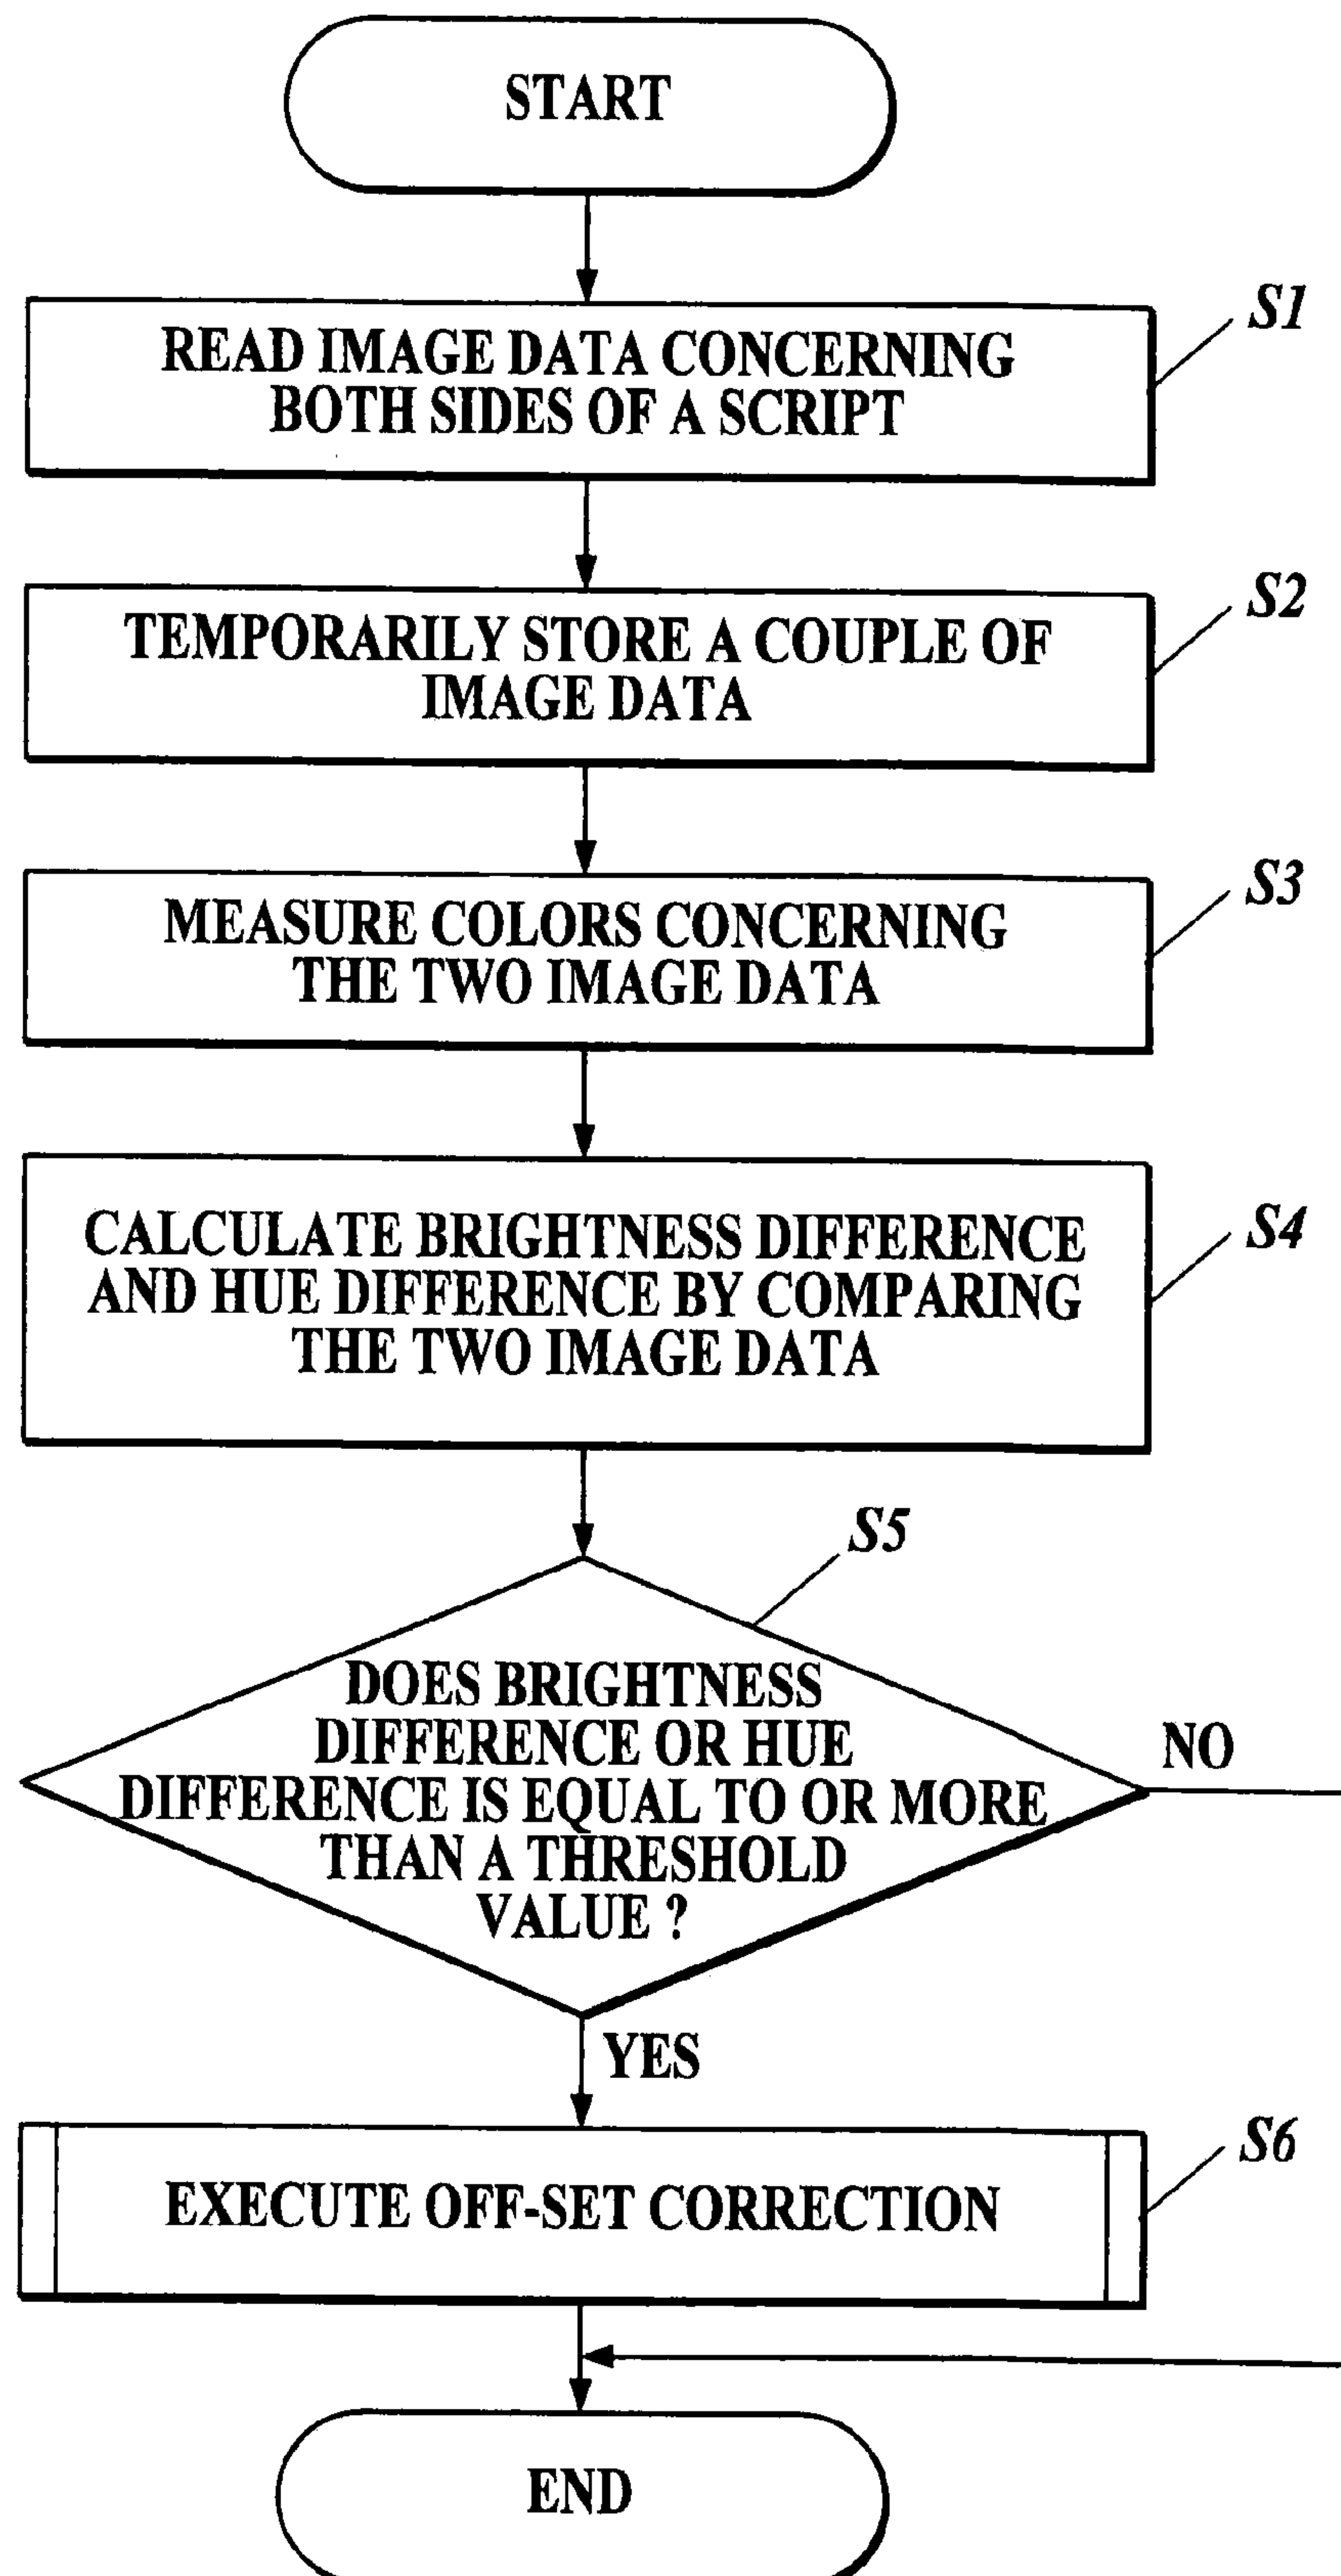 START
S1
READ IMAGE DATA CONCERNING
BOTH SIDES OF A SCRIPT
S2
TEMPORARILY STORE A COUPLE OF
IMAGE DATA
S3
MEASURE COLORS CONCERNING
THE TWO IMAGE DATA
S4
CALCULATE BRIGHTNESS DIFFERENCE
AND HUE DIFFERENCE BY COMPARING
THE TWO IMAGE DATA
S5
DOES BRIGHTNESS
DIFFERENCE OR HUE
DIFFERENCE IS EQUAL TO OR MORE
THAN A THRESHOLD
VALUE ?
NO
YES
S6
EXECUTE OFF-SET CORRECTION
END